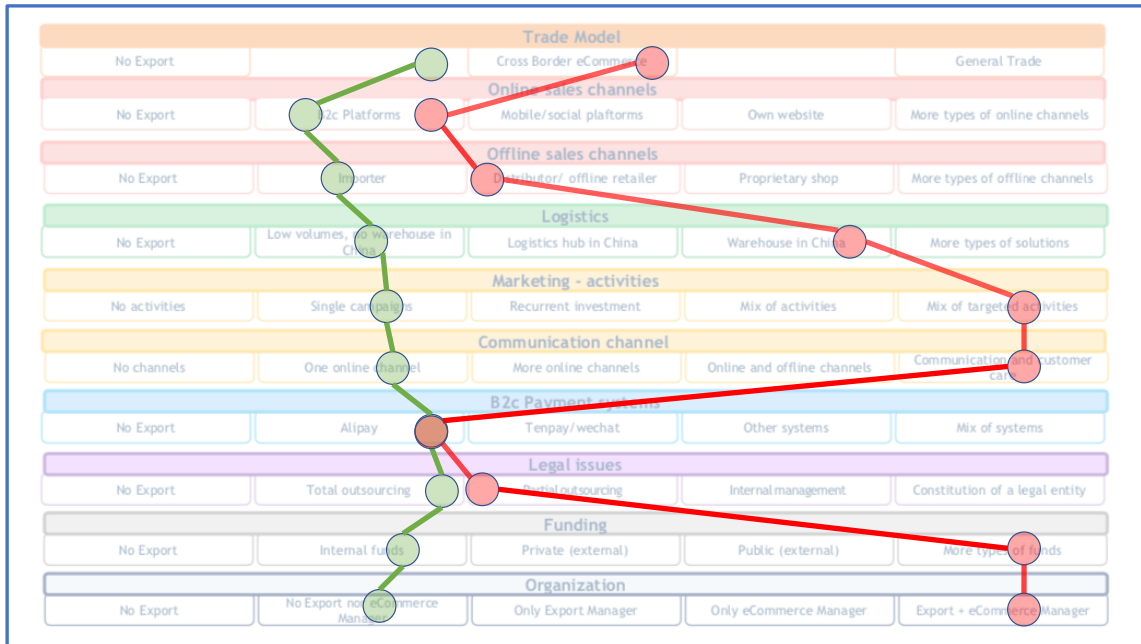 Trade Model
No Export
Cross Border eCommerce
General Trade
Online sales channels
No Export
B2c Platforms
Mobile/social plaftorms
Own website
More types of online channels
Offline sales channels
No Export
Importer
Distributor/ offline retailer
Proprietary shop
More types of offline channels
Logistics
No Export
Low volumes, no warehouse in
China
Logistics hub in China
Warehouse in China
More types of solutions
Marketing - activities
No activities
Single campaigns
Recurrent investment
Mix of activities
Mix of targeted activities
Communication channel
No channels
One online channel
More online channels
Online and offline channels
Communication and customer
care
B2c Payment systems
No Export
Alipay
Tenpay/wechat
Other systems
Mix of systems
Legal issues
No Export
Total outsourcing
Partial outsourcing
Internal management
Constitution of a legal entity
Funding
No Export
Internal funds
Private (external)
Public (external)
More types of funds
Organization
No Export
No Export nor eCommerce
Manager
Only Export Manager
Only eCommerce Manager
Export + eCommerce Manager